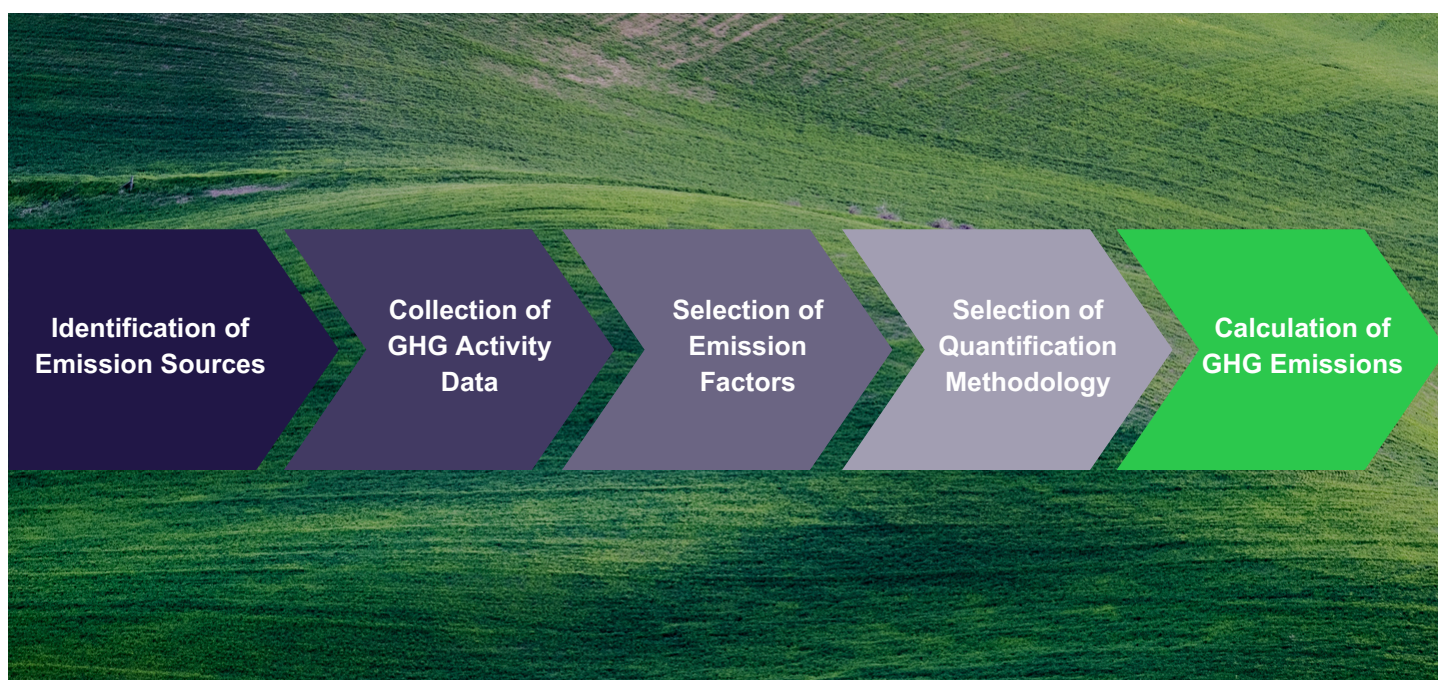 Identification of
Emission Sources
Collection of
GHG Activity
Data
Selection of
Emission
Factors
Selection of
Quantification
Methodology
Calculation of
GHG Emissions